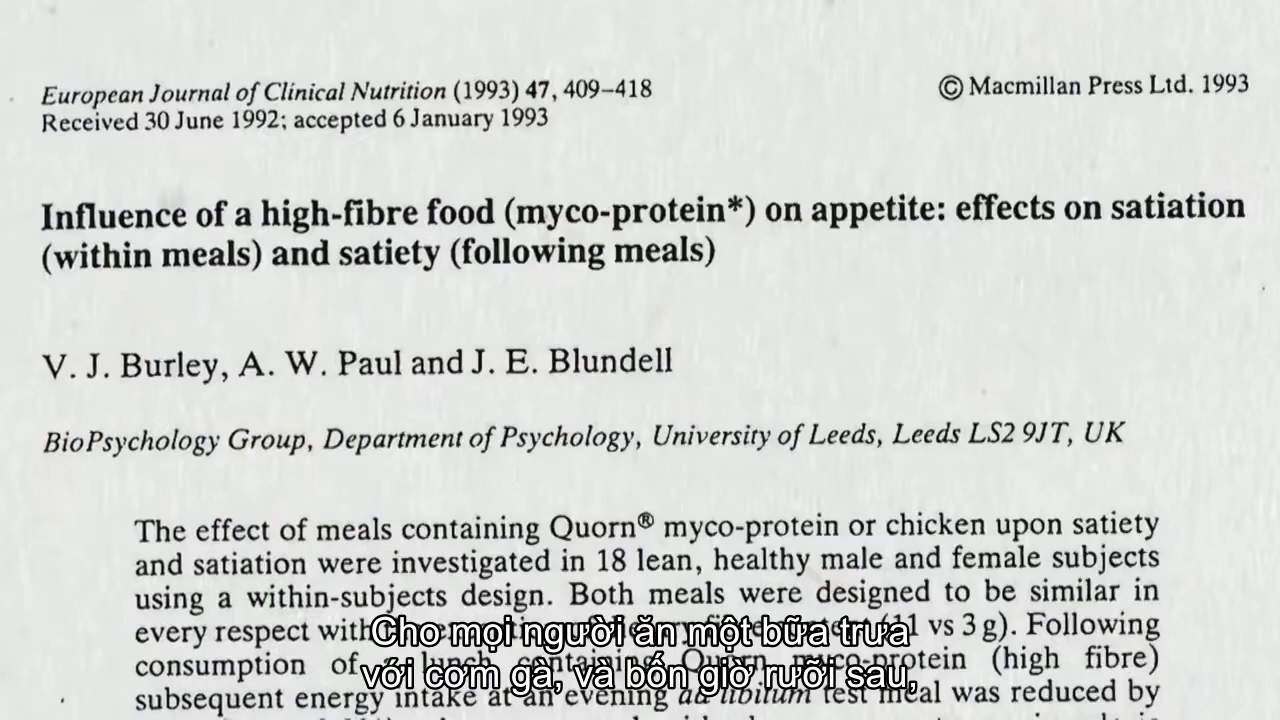 European Journal of Clinical Nutrition (1993) 47, 409–418
© Macmillan Press Ltd. 1993
Received 30 June 1992; accepted 6 January 1993
Influence of a high-fibre food (myco-protein*) on appetite: effects on satiation
(within meals) and satiety (following meals)
V. J. Burley, A. W. Paul and J. E. Blundell
BioPsychology Group, Department of Psychology, University of Leeds, Leeds LS2 9JT, UK
The effect of meals containing Quorn® myco-protein or chicken upon satiety
and satiation were investigated in 18 lean, healthy male and female subjects
using a within-subjects design. Both meals were designed to be similar in
every respect with vs 3 g). Following
consumption of a lunch containing Quorn myco-protein (high fibre)
subsequent energy intake at an evening ad libitum test meal was reduced by
Cho mọi người ăn một bữa trưa
với cơm gà, và bốn giờ rưỡi sau,